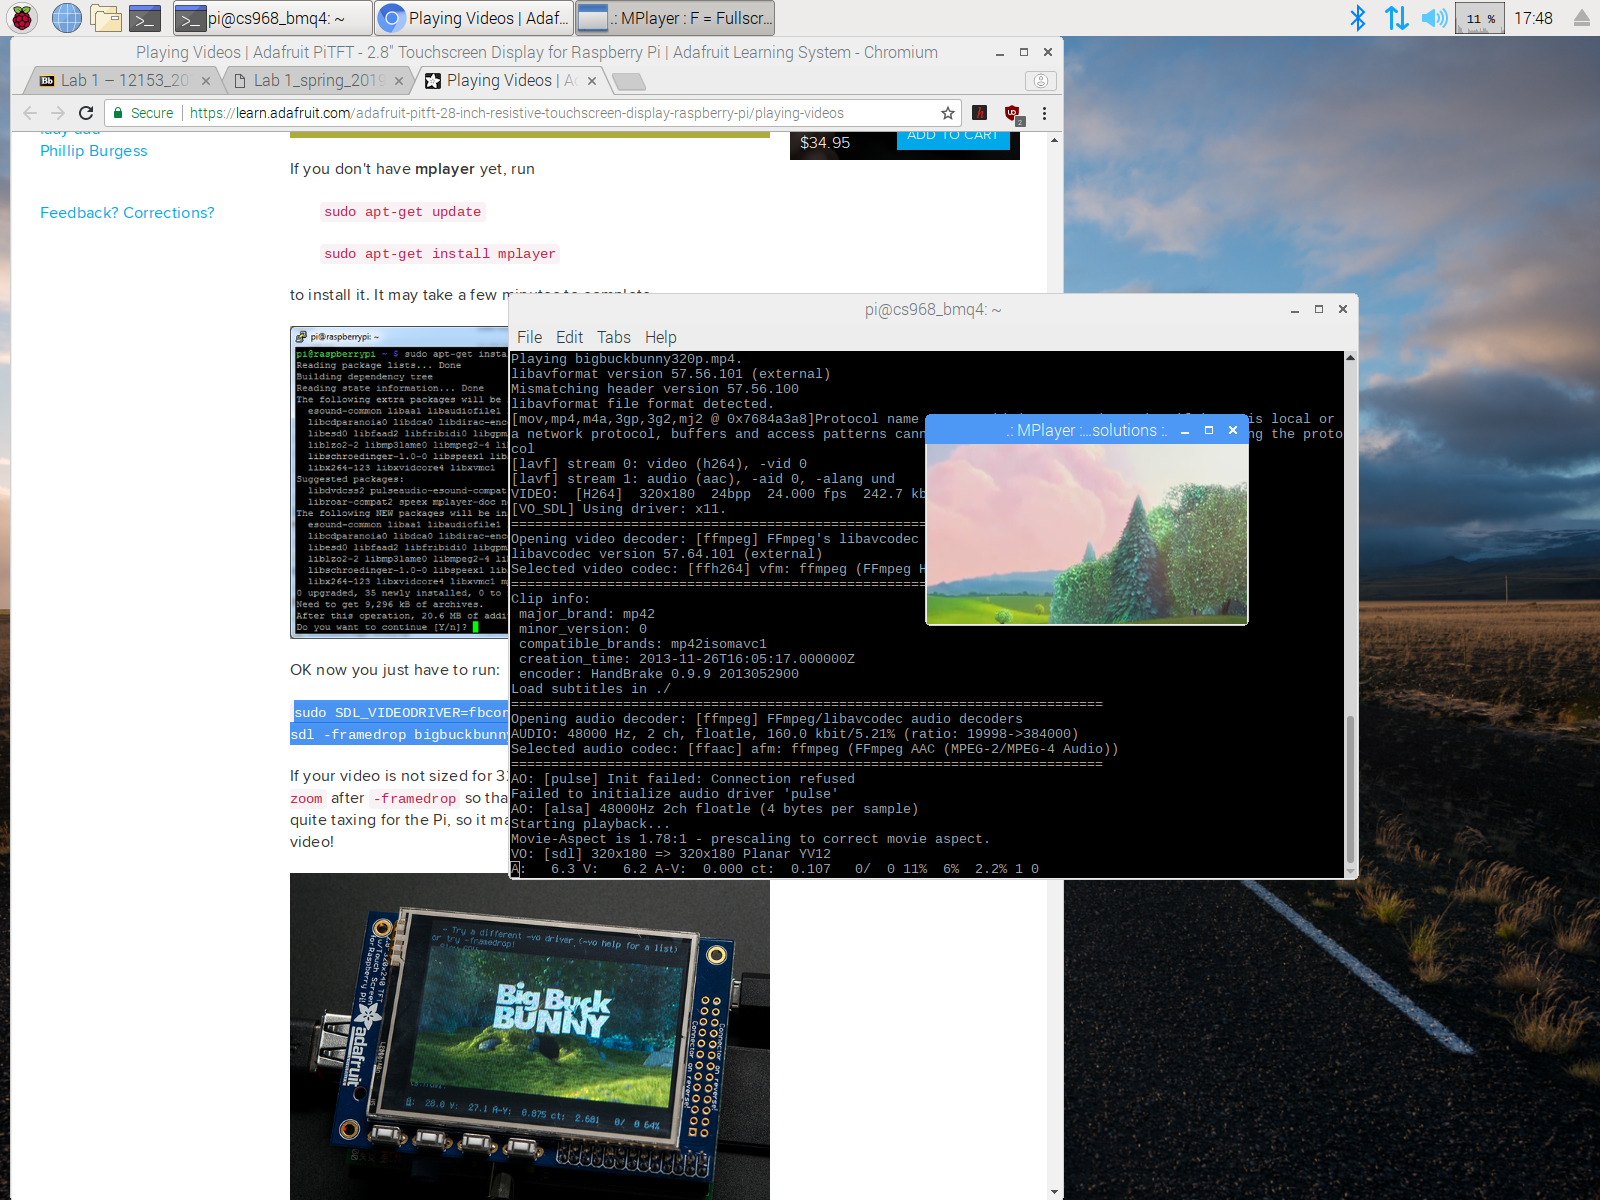 pi@cs968_bmq4: ~
Playing Videos | Adaf...
.: MPlayer : F = Fullscr...
11 %
17:48
Playing Videos | Adafruit PiTFT - 2.8" Touchscreen Display for Raspberry Pi | Adafruit Learning System - Chromium
Bb Lab 1 – 12153_20
Lab 1_spring_2019
Playing Videos | Ad
Secure
https://learn.adafruit.com/adafruit-pitft-28-inch-resistive-touchscreen-display-raspberry-pi/playing-videos
2
lady ada
Phillip Burgess
Feedback? Corrections?
$34.95
ADD TO CART
If you don't have mplayer yet, run
sudo apt-get update
sudo apt-get install mplayer
to install it. It may take a few minutes to complete
pi@raspberrypi: ~
pi@raspberrypi ~ $ sudo apt-get insta
Reading package lists... Done
Building dependency tree
Reading state information... Done
The following extra packages will be
esound-common libaa1 libaudiofile1
libcdparanoia0 libdca0 libdirac-enc
libesd0 libfaad2 libfribidi0 libgpm
liblzo2-2 libmp3lame0 libmpeg2-4 li
libschroedinger-1.0-0 libspeex1 lib
libx264-123 libxvidcore4 libxvmc1
Suggested packages:
libdvdcss2 pulseaudio-esound-compat
libroar-compat2 speex mplayer-doc n
The following NEW packages will be in
esound-common libaa1 libaudiofile1
libcdparanoia0 libdca0 libdirac-enc
libesd0 libfaad2 libfribidi0 libgpm
liblzo2-2 libmp3lame0 libmpeg2-4 li
libschroedinger-1.0-0 libspeex1 lib
libx264-123 libxvidcore4 libxvmc1 m
0 upgraded, 35 newly installed, 0 to
Need to get 9,296 kB of archives.
After this operation, 20.6 MB of addi
Do you want to continue [Y/n]?
OK now you just have to run:
sudo SDL_VIDEODRIVER=fbcon
sdl -framedrop bigbuckbunny
If your video is not sized for 32
zoom after -framedrop so tha
quite taxing for the Pi, so it ma
video!
pi@cs968_bmq4: ~
File Edit Tabs Help
Playing bigbuckbunny320p.mp4.
libavformat version 57.56.101 (external)
Mismatching header version 57.56.100
libavformat file format detected.
[mov,mp4,m4a,3gp,3g2,mj2 @ 0x7684a3a8]Protocol name is local or
a network protocol, buffers and access patterns cann g the proto
col
[lavf] stream 0: video (h264), -vid 0
[lavf] stream 1: audio (aac), -aid 0, -alang und
VIDEO: [H264] 320x180 24bpp 24.000 fps 242.7 kb
[VO_SDL] Using driver: x11.
==========================================================================
Opening video decoder: [ffmpeg] FFmpeg's libavcodec
libavcodec version 57.64.101 (external)
Selected video codec: [ffh264] vfm: ffmpeg (FFmpeg H
==========================================================================
Clip info:
major_brand: mp42
minor_version: 0
compatible_brands: mp42isomavc1
creation_time: 2013-11-26T16:05:17.000000Z
encoder: HandBrake 0.9.9 2013052900
Load subtitles in ./
==========================================================================
Opening audio decoder: [ffmpeg] FFmpeg/libavcodec audio decoders
AUDIO: 48000 Hz, 2 ch, floatle, 160.0 kbit/5.21% (ratio: 19998->384000)
Selected audio codec: [ffaac] afm: ffmpeg (FFmpeg AAC (MPEG-2/MPEG-4 Audio))
==========================================================================
AO: [pulse] Init failed: Connection refused
Failed to initialize audio driver 'pulse'
AO: [alsa] 48000Hz 2ch floatle (4 bytes per sample)
Starting playback...
Movie-Aspect is 1.78:1 - prescaling to correct movie aspect.
VO: [sdl] 320x180 => 320x180 Planar YV12
A: 6.3 V: 6.2 A-V: 0.000 ct: 0.107 0/ 0 11% 6% 2.2% 1 0
.: MPlayer :...solutions :.
- Try a different -vo driver (-vo help for a list)
or try -framedrop!
Big Buck
BUNNY
A: 26.6 V: 27.1 A-V: 0.875 ct: 2.681 0/ 0 64%
adafruit
Connector on reverse!
Connector on reverse!